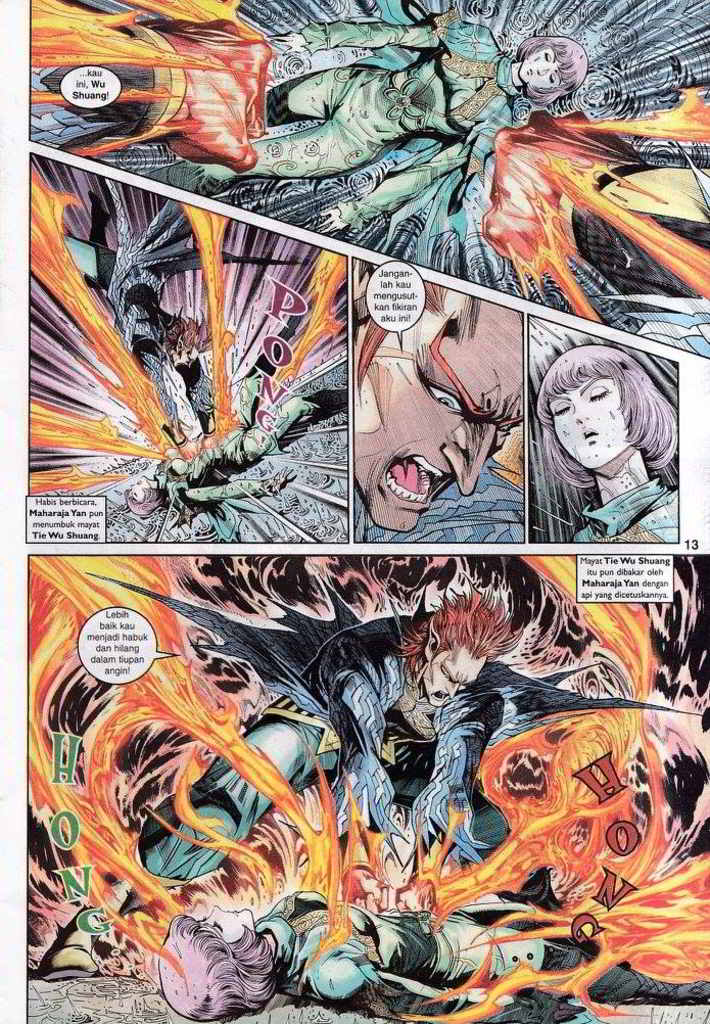 ...kau
ini, Wu
Shuang!
PONG
Habis berbicara,
Maharaja Yan pun
menumbuk mayat
Tie Wu Shuang.
Jangan-
lah kau
mengusut-
kan fikiran
aku ini!
13
Mayat Tie Wu Shuang
itu pun dibakar oleh
Maharaja Yan dengan
api yang dicetuskannya.
Lebih
baik kau
menjadi habuk
dan hilang
dalam tiupan
angin!
HONG
HONG